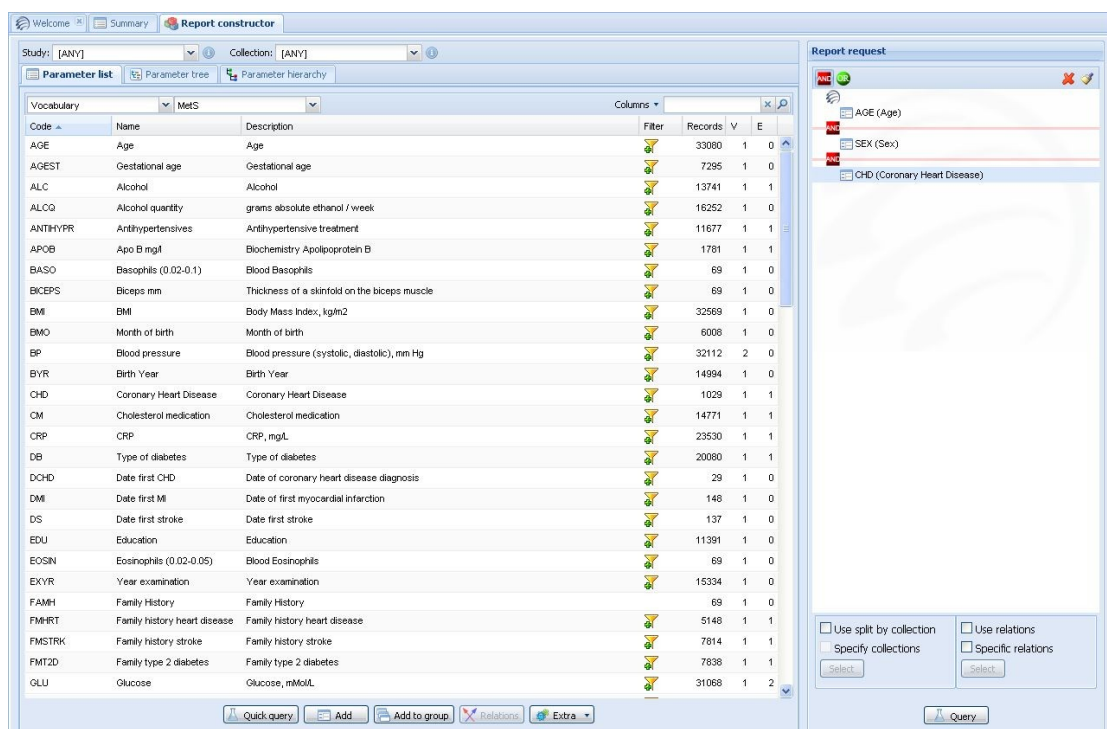 Welcome Summary Report constructor
Study: [ANY] Collection: [ANY]
Parameter list Parameter tree Parameter hierarchy
Vocabulary MetS Columns
Code Name Description Filter Records V E
AGE Age Age 33080 1 0
AGEST Gestational age Gestational age 7295 1 0
ALC Alcohol Alcohol 13741 1 1
ALCQ Alcohol quantity grams absolute ethanol / week 16252 1 0
ANTIHYPR Antihypertensives Antihypertensive treatment 11677 1 1
APOB Apo B mg/l Biochemistry Apolipoprotein B 1781 1 1
BASO Basophils (0.02-0.1) Blood Basophils 69 1 0
BICEPS Biceps mm Thickness of a skinfold on the biceps muscle 69 1 0
BMI BMI Body Mass Index, kg/m2 32569 1 0
BMO Month of birth Month of birth 6008 1 0
BP Blood pressure Blood pressure (systolic, diastolic), mm Hg 32112 2 0
BYR Birth Year Birth Year 14994 1 0
CHD Coronary Heart Disease Coronary Heart Disease 1029 1 1
CM Cholesterol medication Cholesterol medication 14771 1 1
CRP CRP CRP, mg/L 23530 1 1
DB Type of diabetes Type of diabetes 20080 1 1
DCHD Date first CHD Date of coronary heart disease diagnosis 29 1 0
DMI Date first MI Date of first myocardial infarction 148 1 0
DS Date first stroke Date first stroke 137 1 0
EDU Education Education 11391 1 0
EOSIN Eosinophils (0.02-0.05) Blood Eosinophils 69 1 0
EXYR Year examination Year examination 15334 1 0
FAMH Family History Family History 69 1 0
FMHRT Family history heart disease Family history heart disease 5148 1 1
FMSTRK Family history stroke Family history stroke 7814 1 1
FMT2D Family type 2 diabetes Family type 2 diabetes 7838 1 1
GLU Glucose Glucose, mMol/L 31068 1 2
Quick query Add Add to group Relations Extra
Report request
AND OR
AGE (Age)
AND
SEX (Sex)
AND
CHD (Coronary Heart Disease)
Use split by collection Use relations
Specify collections Specific relations
Select Select
Query